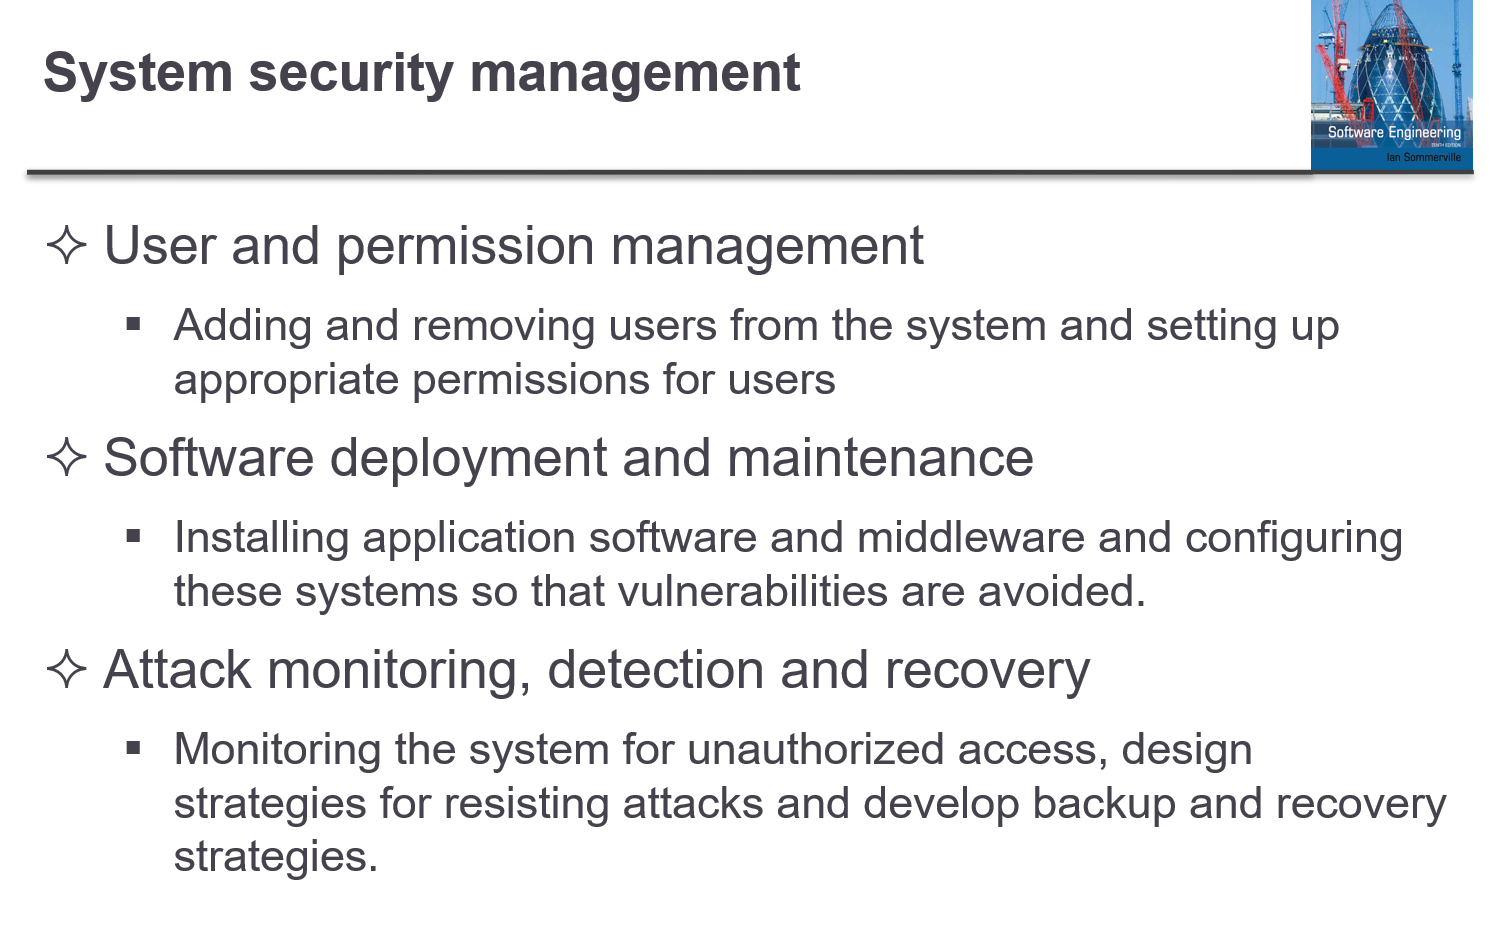 System security management
Software Engineering
TENTH EDITION
Ian Sommerville
User and permission management
Adding and removing users from the system and setting up
appropriate permissions for users
Software deployment and maintenance
Installing application software and middleware and configuring
these systems so that vulnerabilities are avoided.
Attack monitoring, detection and recovery
Monitoring the system for unauthorized access, design
strategies for resisting attacks and develop backup and recovery
strategies.